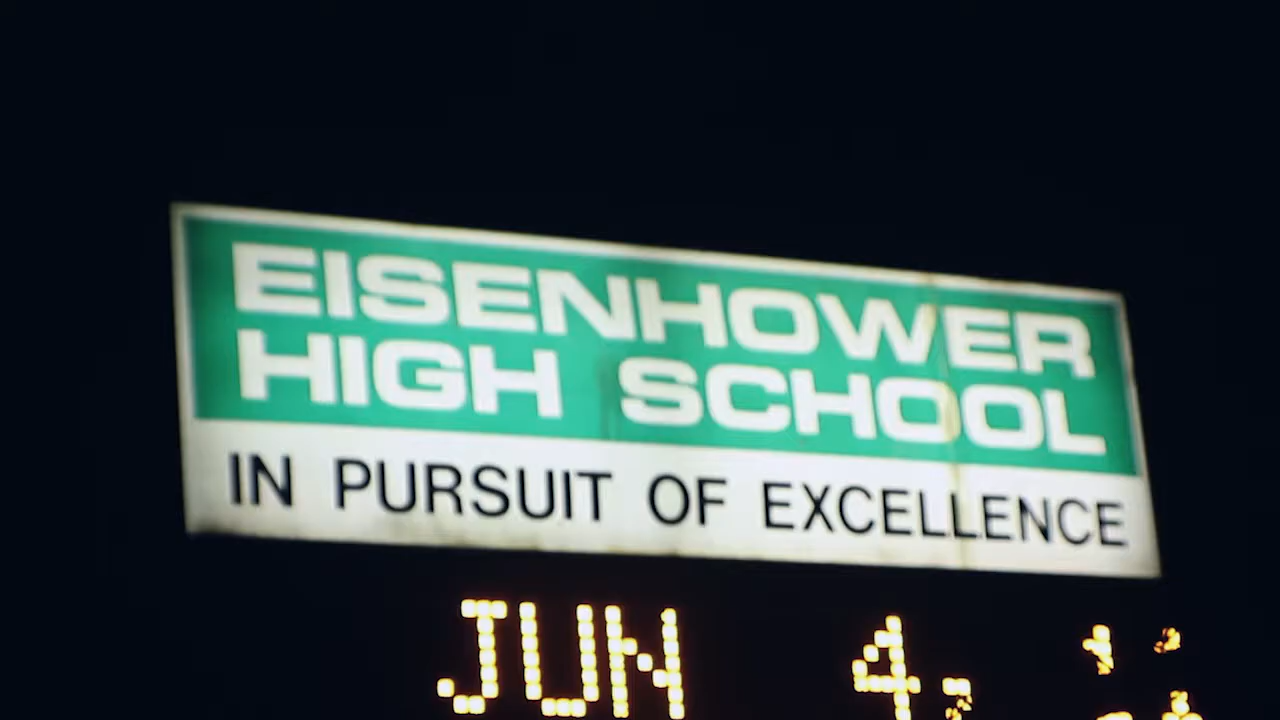 EISENHOWER
HIGH SCHOOL
IN PURSUIT OF EXCELLENCE
JUN 4,